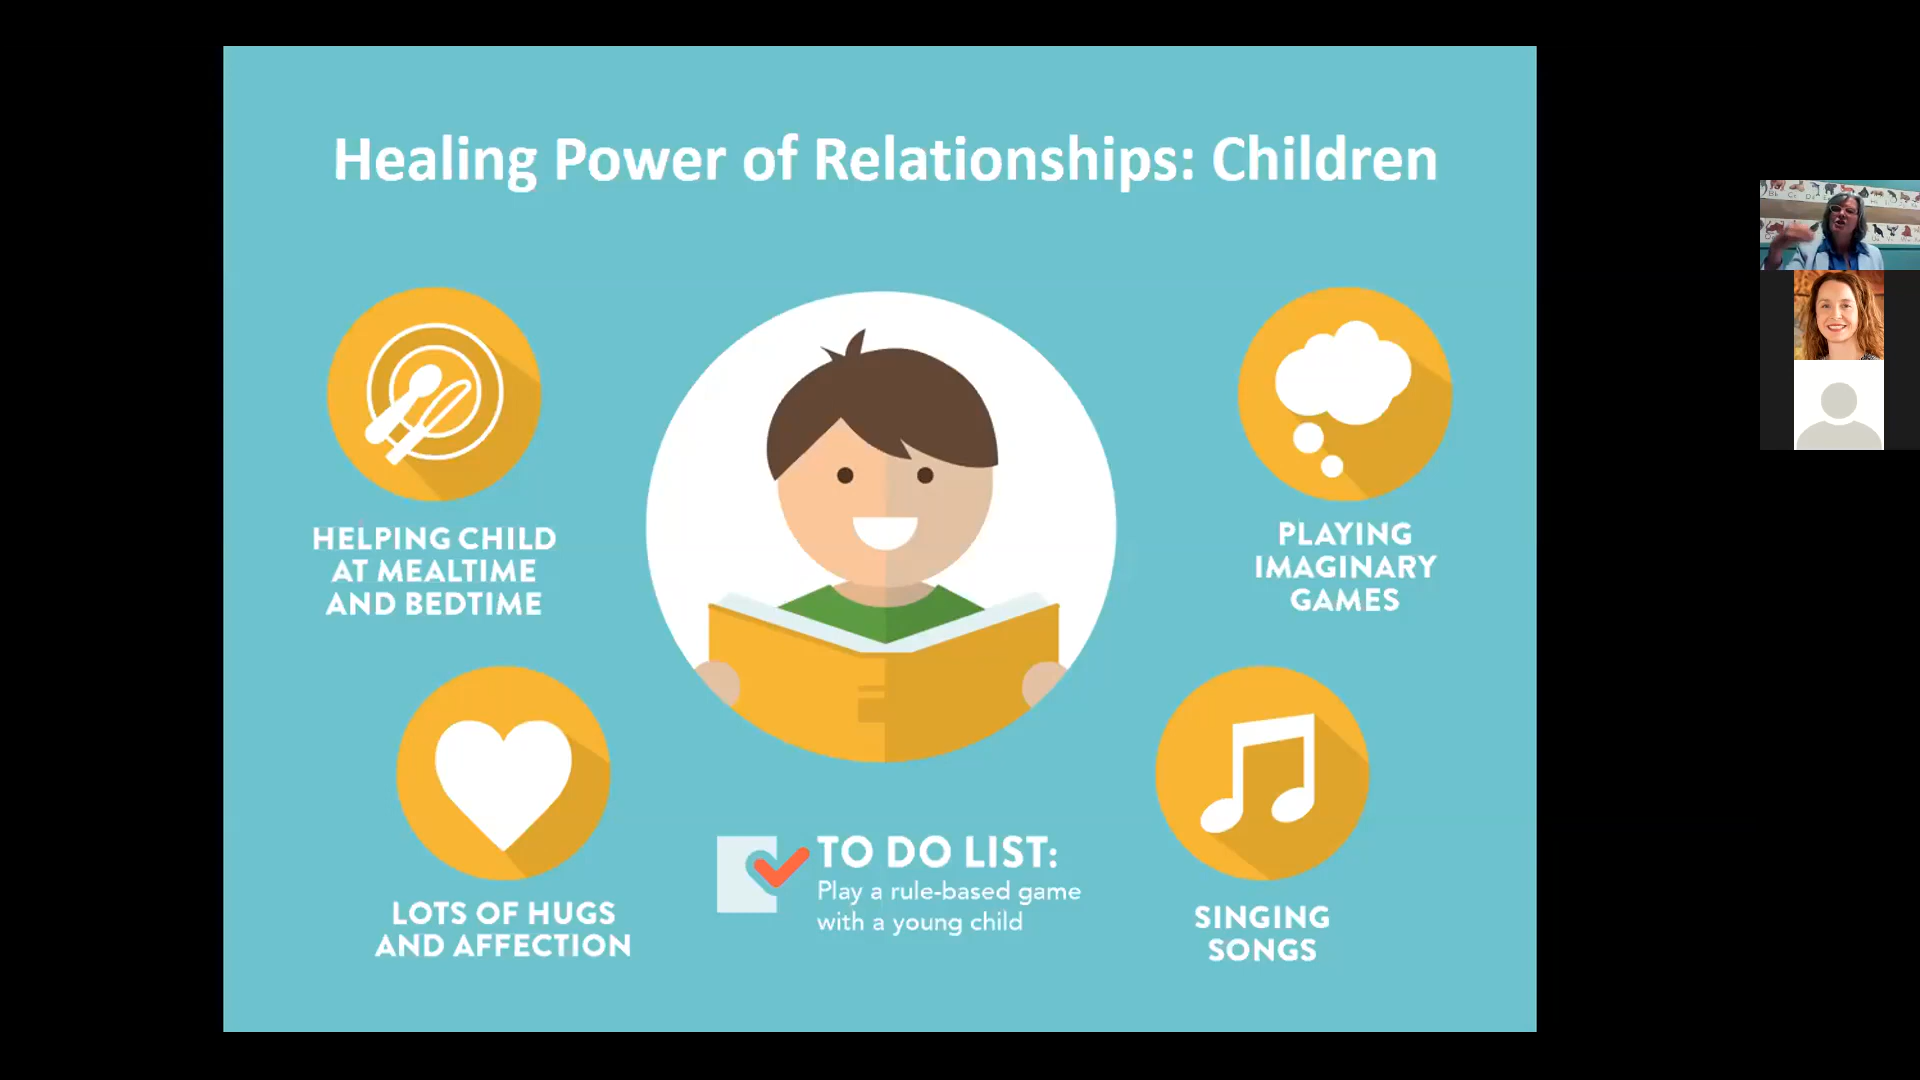 Healing Power of Relationships: Children
HELPING CHILD
AT MEALTIME
AND BEDTIME
PLAYING
IMAGINARY
GAMES
LOTS OF HUGS
AND AFFECTION
TO DO LIST:
Play a rule-based game
with a young child
SINGING
SONGS